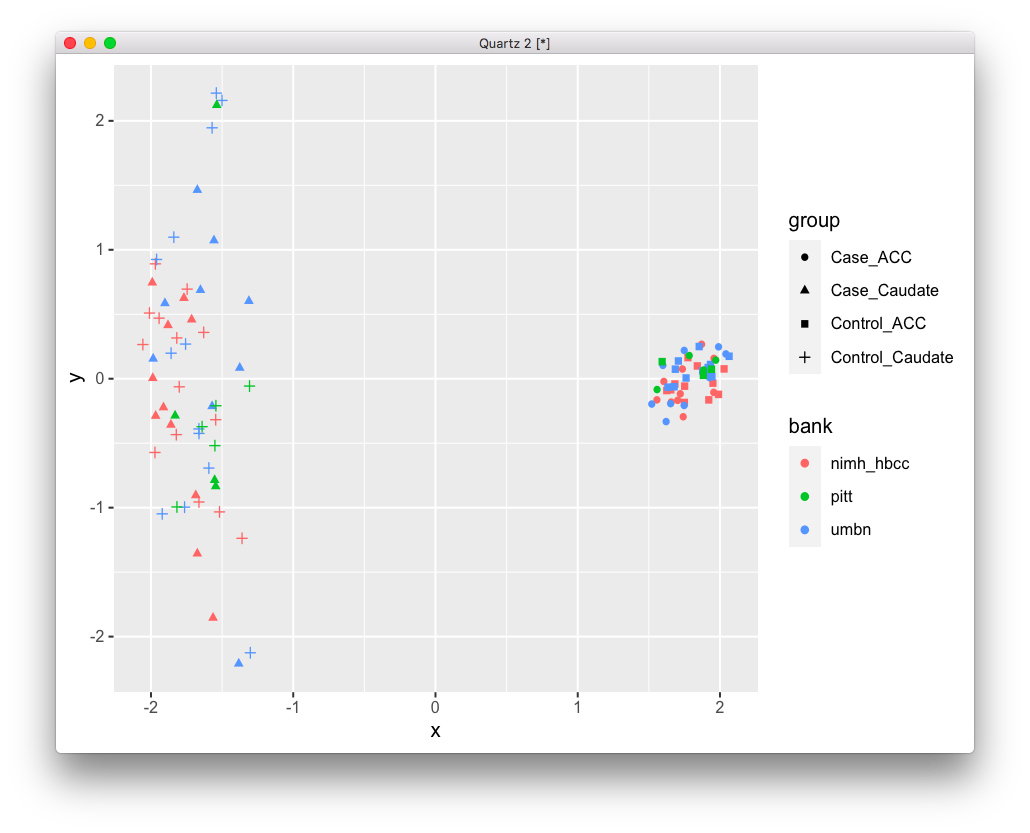 Quartz 2 [*]
2
1
0
-1
-2
y
-2
-1
0
1
2
x
group
Case_ACC
Case_Caudate
Control_ACC
Control_Caudate
bank
nimh_hbcc
pitt
umbn